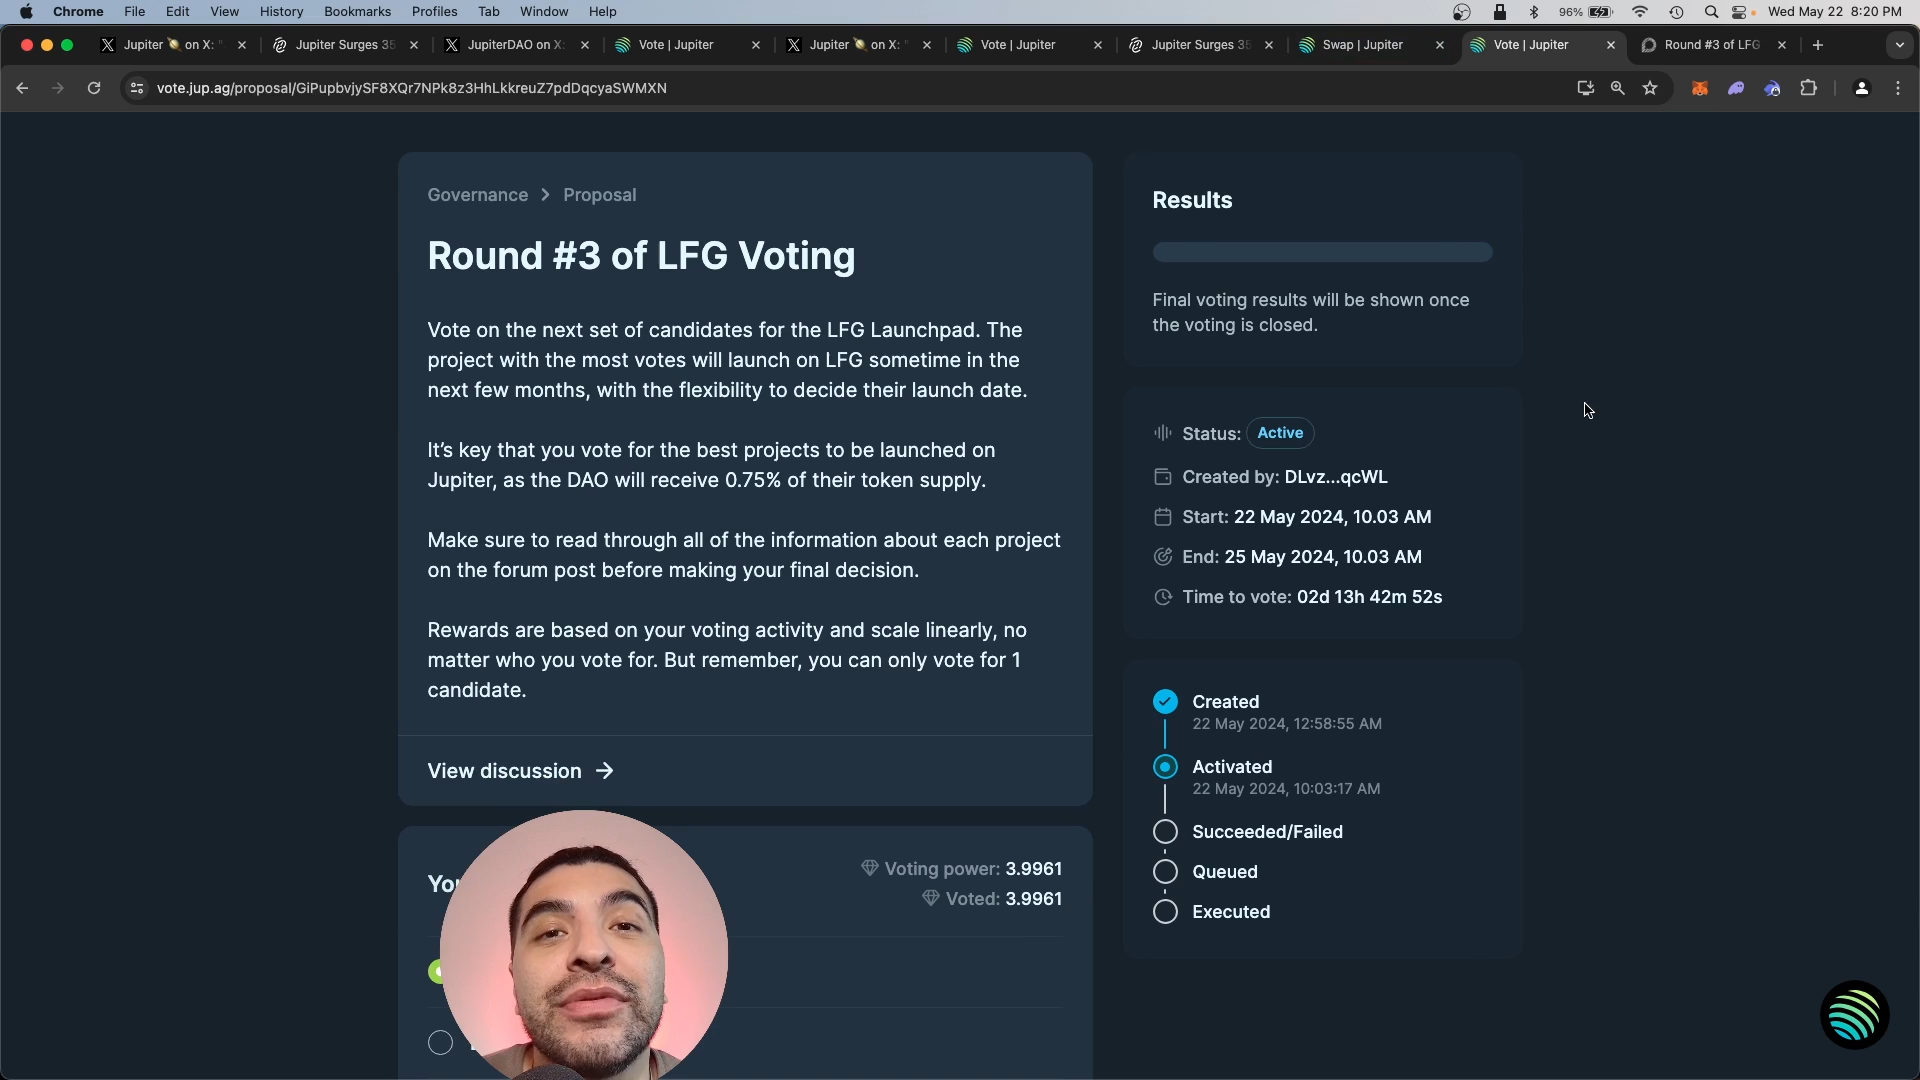 Chrome File Edit View History Bookmarks Profiles Tab Window Help 96% Wed May 22 8:20 PM
Jupiter on X: " Jupiter Surges 35 JupiterDAO on X: Vote | Jupiter Jupiter on X: " Vote | Jupiter Jupiter Surges 35 Swap | Jupiter Vote | Jupiter Round #3 of LFG
vote.jup.ag/proposal/GiPupbvjySF8XQr7NPk8z3HhLkkreuZ7pdDqcyaSWMXN
Governance > Proposal
Round #3 of LFG Voting
Vote on the next set of candidates for the LFG Launchpad. The
project with the most votes will launch on LFG sometime in the
next few months, with the flexibility to decide their launch date.
It’s key that you vote for the best projects to be launched on
Jupiter, as the DAO will receive 0.75% of their token supply.
Make sure to read through all of the information about each project
on the forum post before making your final decision.
Rewards are based on your voting activity and scale linearly, no
matter who you vote for. But remember, you can only vote for 1
candidate.
View discussion →
Voting power: 3.9961
Voted: 3.9961
Results
Final voting results will be shown once
the voting is closed.
Status: Active
Created by: DLvz...qcWL
Start: 22 May 2024, 10.03 AM
End: 25 May 2024, 10.03 AM
Time to vote: 02d 13h 42m 52s
Created
22 May 2024, 12:58:55 AM
Activated
22 May 2024, 10:03:17 AM
Succeeded/Failed
Queued
Executed